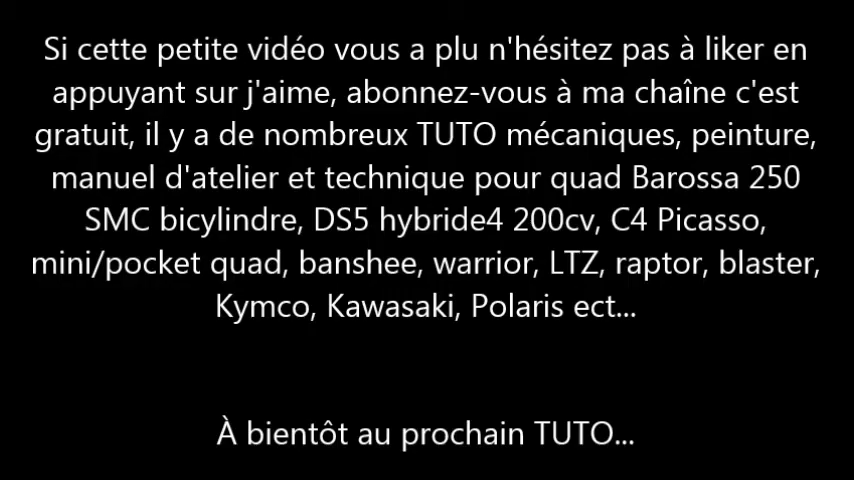 Si cette petite vidéo vous a plu n'hésitez pas à liker en
appuyant sur j'aime, abonnez-vous à ma chaîne c'est
gratuit, il y a de nombreux TUTO mécaniques, peinture,
manuel d'atelier et technique pour quad Barossa 250
SMC bicylindre, DS5 hybride4 200cv, C4 Picasso,
mini/pocket quad, banshee, warrior, LTZ, raptor, blaster,
Kymco, Kawasaki, Polaris ect...
À bientôt au prochain TUTO...